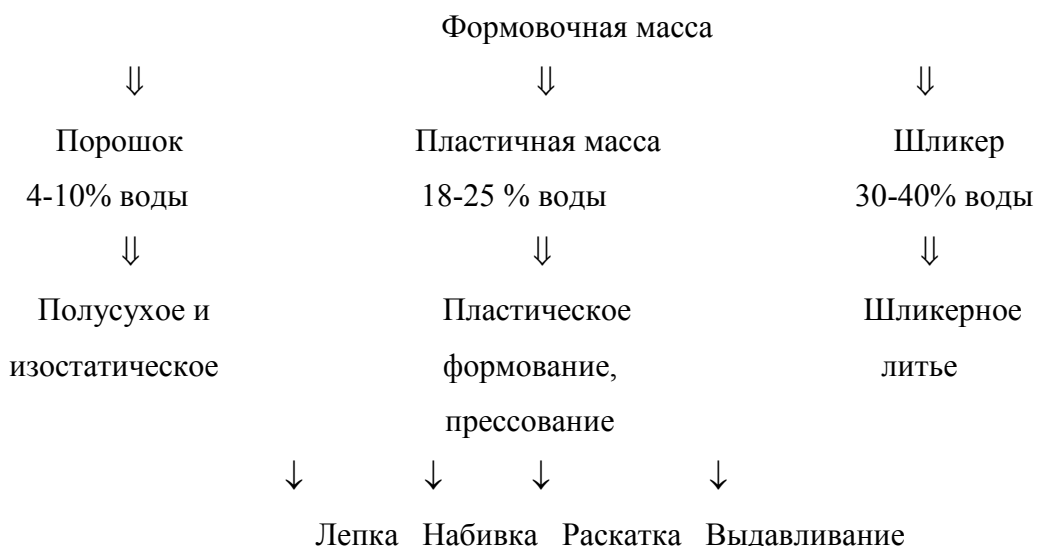 Формовочная масса
⇓ ⇓ ⇓
Порошок Пластичная масса Шликер
4-10% воды 18-25 % воды 30-40% воды
⇓ ⇓ ⇓
Полусухое и Пластическое Шликерное
изостатическое формование, литье
прессование
↓ ↓ ↓ ↓
Лепка Набивка Раскатка Выдавливание